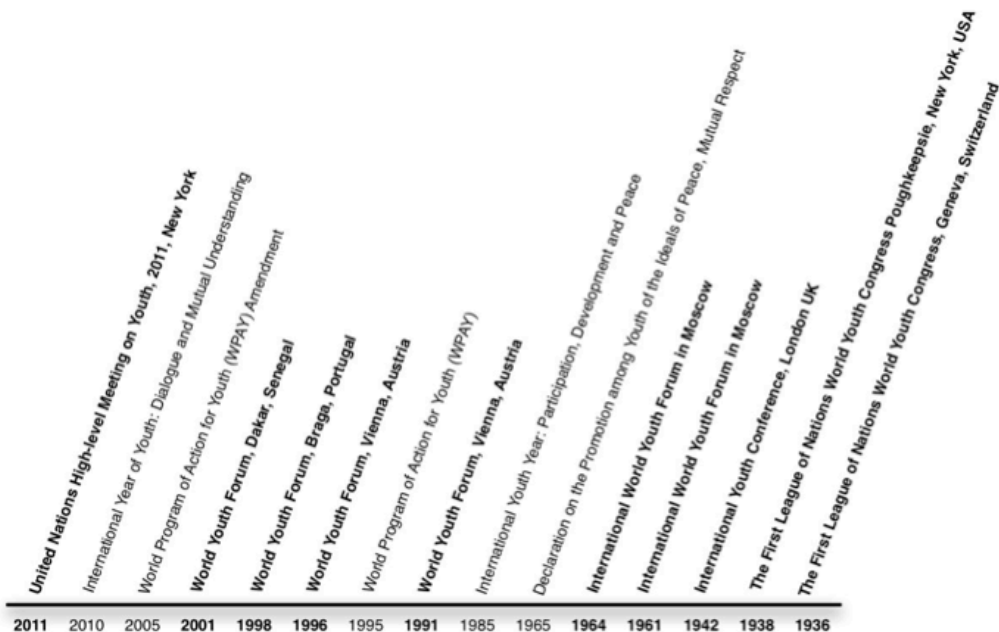 United Nations High-level Meeting on Youth, 2011, New York
International Year of Youth: Dialogue and Mutual Understanding
World Program of Action for Youth (WPAY) Amendment
World Youth Forum, Dakar, Senegal
World Youth Forum, Braga, Portugal
World Youth Forum, Vienna, Austria
World Program of Action for Youth (WPAY)
World Youth Forum, Vienna, Austria
International Youth Year: Participation, Development and Peace
Declaration on the Promotion among Youth of the Ideals of Peace, Mutual Respect
International World Youth Forum in Moscow
International World Youth Forum in Moscow
International Youth Conference, London UK
The First League of Nations World Youth Congress Poughkeepsie, New York, USA
The First League of Nations World Youth Congress, Geneva, Switzerland
2011 2010 2005 2001 1998 1996 1995 1991 1985 1965 1964 1961 1942 1938 1936